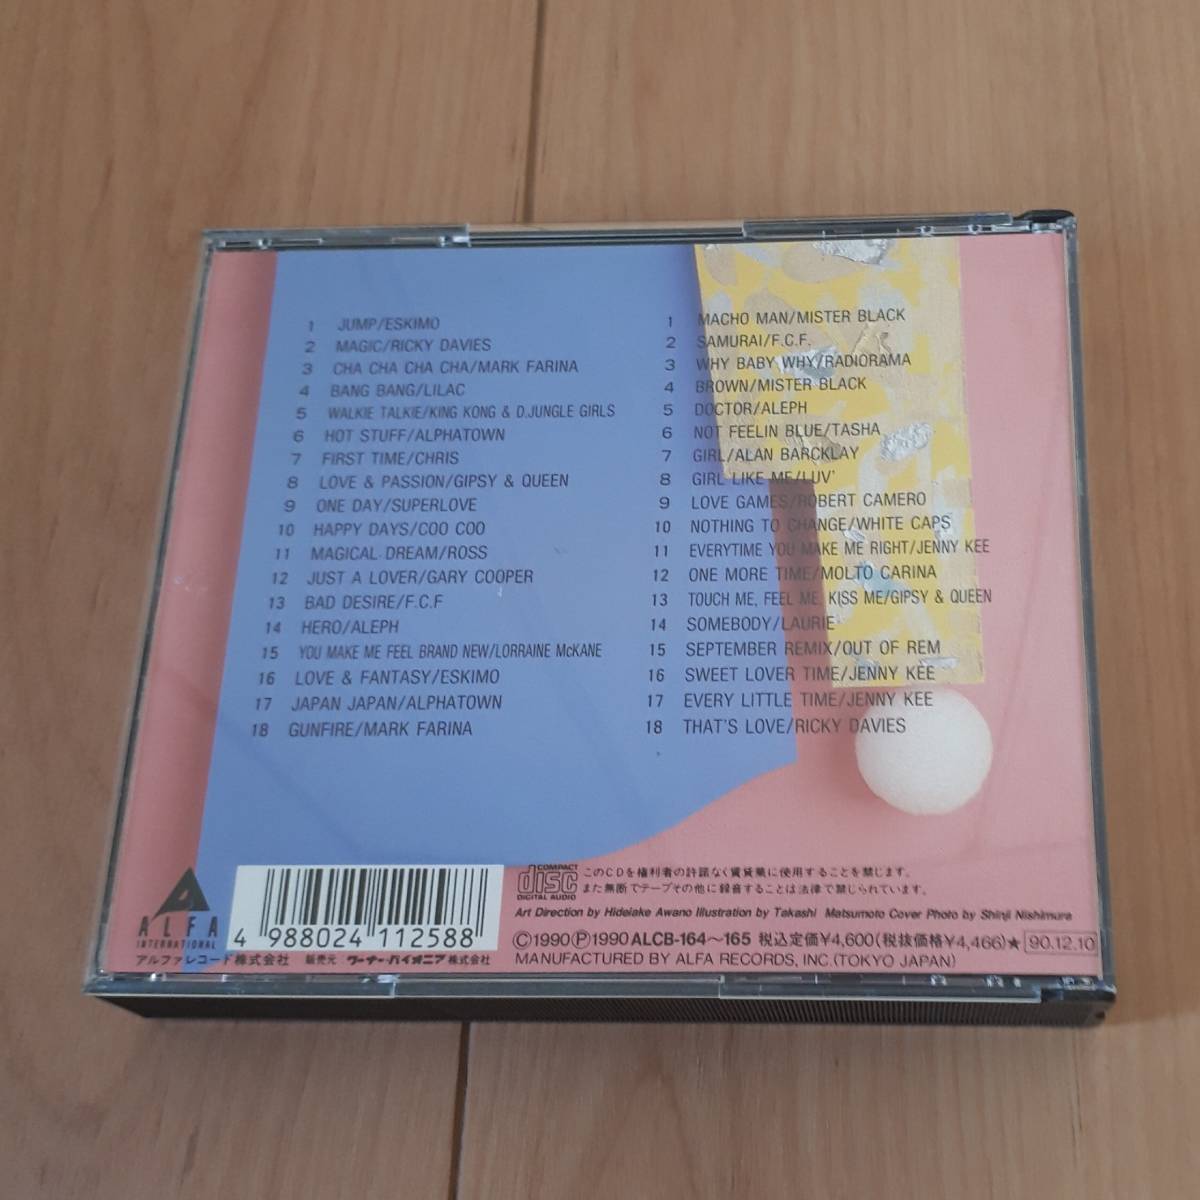 1 JUMP/ESKIMO
2 MAGIC/RICKY DAVIES
3 CHA CHA CHA CHA/MARK FARINA
4 BANG BANG/LILAC
5 WALKIE TALKIE/KING KONG & D.JUNGLE GIRLS
6 HOT STUFF/ALPHATOWN
7 FIRST TIME/CHRIS
8 LOVE & PASSION/GIPSY & QUEEN
9 ONE DAY/SUPERLOVE
10 HAPPY DAYS/COO COO
11 MAGICAL DREAM/ROSS
12 JUST A LOVER/GARY COOPER
13 BAD DESIRE/F.C.F
14 HERO/ALEPH
15 YOU MAKE ME FEEL BRAND NEW/LORRAINE McKANE
16 LOVE & FANTASY/ESKIMO
17 JAPAN JAPAN/ALPHATOWN
18 GUNFIRE/MARK FARINA
1 MACHO MAN/MISTER BLACK
2 SAMURAI/F.C.F.
3 WHY BABY WHY/RADIORAMA
4 BROWN/MISTER BLACK
5 DOCTOR/ALEPH
6 NOT FEELIN BLUE/TASHA
7 GIRL/ALAN BARCKLAY
8 GIRL LIKE ME/LUV'
9 LOVE GAMES/ROBERT CAMERO
10 NOTHING TO CHANGE/WHITE CAPS
11 EVERYTIME YOU MAKE ME RIGHT/JENNY KEE
12 ONE MORE TIME/MOLTO CARINA
13 TOUCH ME, FEEL ME, KISS ME/GIPSY & QUEEN
14 SOMEBODY/LAURIE
15 SEPTEMBER REMIX/OUT OF REM
16 SWEET LOVER TIME/JENNY KEE
17 EVERY LITTLE TIME/JENNY KEE
18 THAT'S LOVE/RICKY DAVIES
ALFA
INTERNATIONAL
アルファレコード株式会社 販売元 ワーナー・パイオニア株式会社
4 988024 112588
COMPACT
disc
DIGITAL AUDIO
このCDを権利者の許諾なく賃貸業に使用することを禁じます。
また無断でテープその他に録音することは法律で禁じられています。
Art Direction by Hideiake Awano Illustration by Takashi Matsumoto Cover Photo by Shinji Nishimura
Ⓒ1990Ⓟ1990 ALCB-164〜165 税込定価¥4,600(税抜価格¥4,466)★ 90.12.10
MANUFACTURED BY ALFA RECORDS, INC.(TOKYO JAPAN)